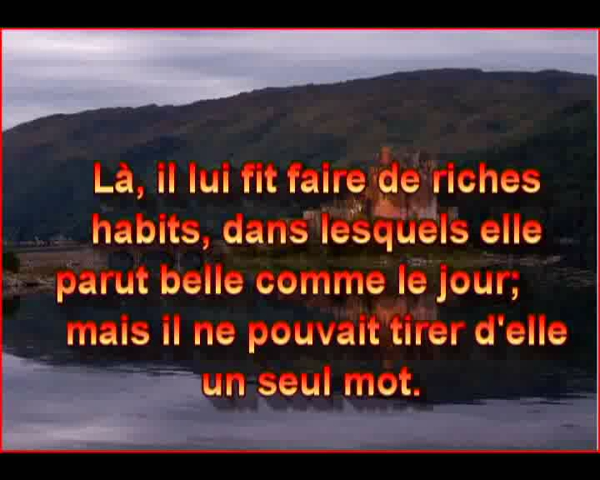 Là, il lui fit faire de riches
habits, dans lesquels elle
parut belle comme le jour;
mais il ne pouvait tirer d'elle
un seul mot.